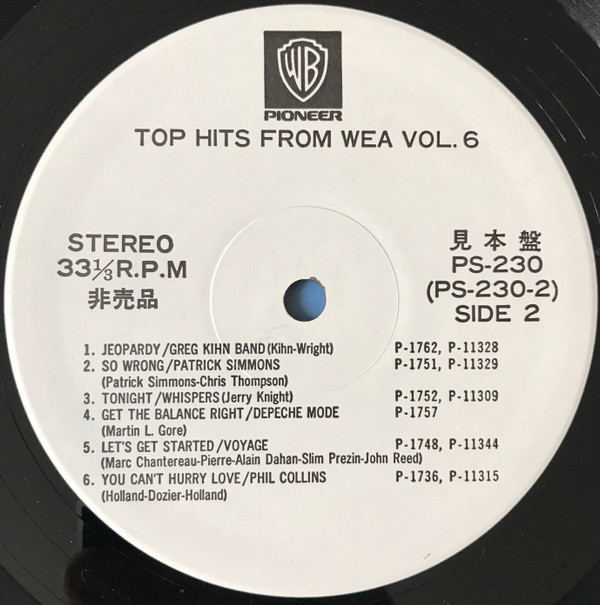 WB
PIONEER
TOP HITS FROM WEA VOL. 6
STEREO
33 1/3 R.P.M
非売品
見本盤
PS-230
(PS-230-2)
SIDE 2
1. JEOPARDY/GREG KIHN BAND (Kihn-Wright) P-1762, P-11328
2. SO WRONG/PATRICK SIMMONS P-1751, P-11329
(Patrick Simmons-Chris Thompson)
3. TONIGHT/WHISPERS (Jerry Knight) P-1752, P-11309
4. GET THE BALANCE RIGHT/DEPECHE MODE P-1757
(Martin L. Gore)
5. LET'S GET STARTED/VOYAGE P-1748, P-11344
(Marc Chantereau-Pierre-Alain Dahan-Slim Prezin-John Reed)
6. YOU CAN'T HURRY LOVE/PHIL COLLINS P-1736, P-11315
(Holland-Dozier-Holland)